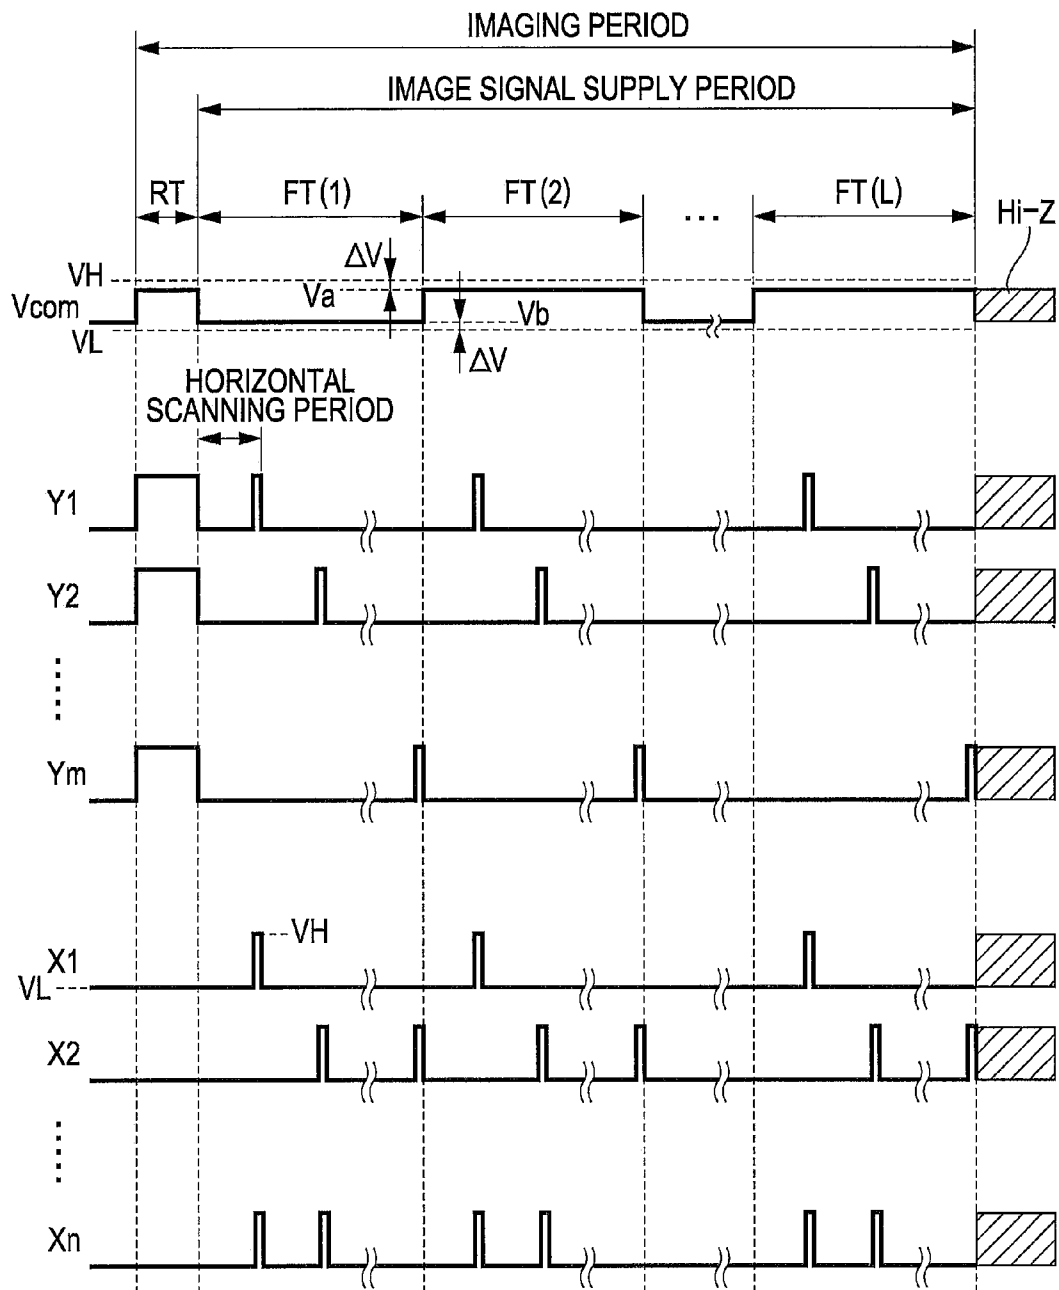 IMAGING PERIOD
IMAGE SIGNAL SUPPLY PERIOD
RT FT(1) FT(2) ... FT(L)
Hi-Z
ΔV
VH
Va
Vcom
Vb
VL
ΔV
HORIZONTAL
SCANNING PERIOD
Y1
Y2
Ym
VH
X1
VL
X2
Xn